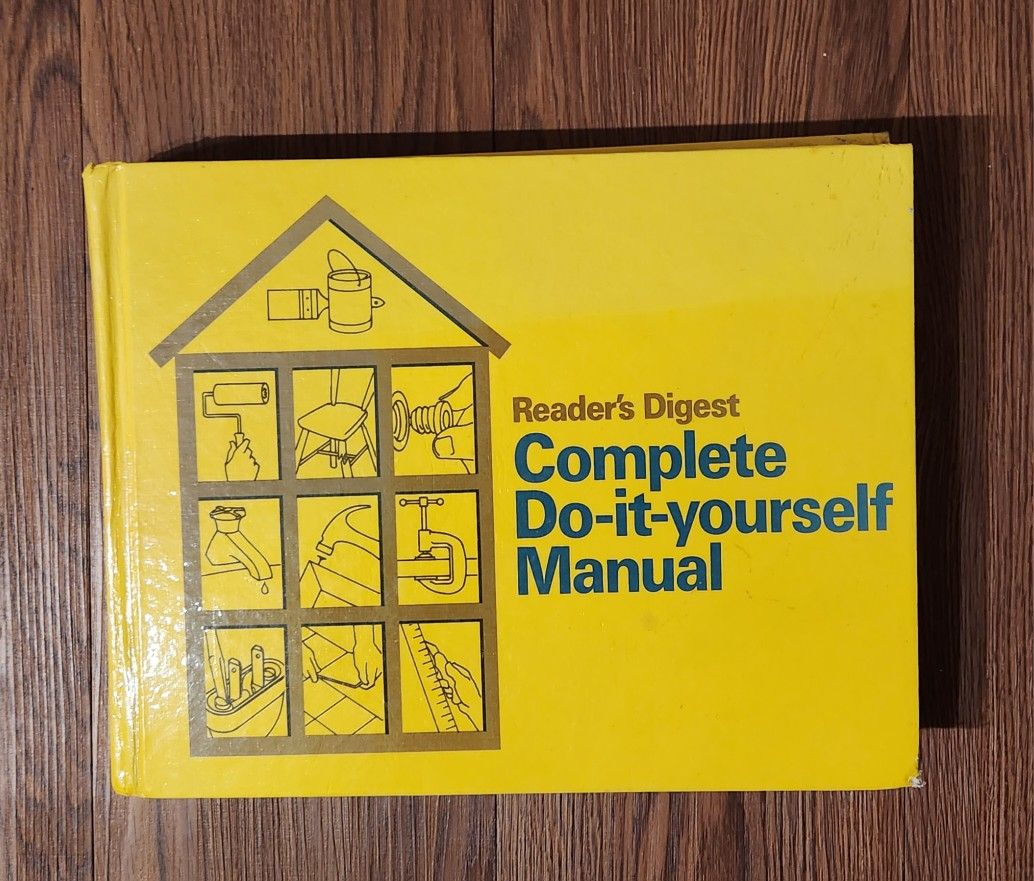 Reader's Digest
Complete
Do-it-yourself
Manual